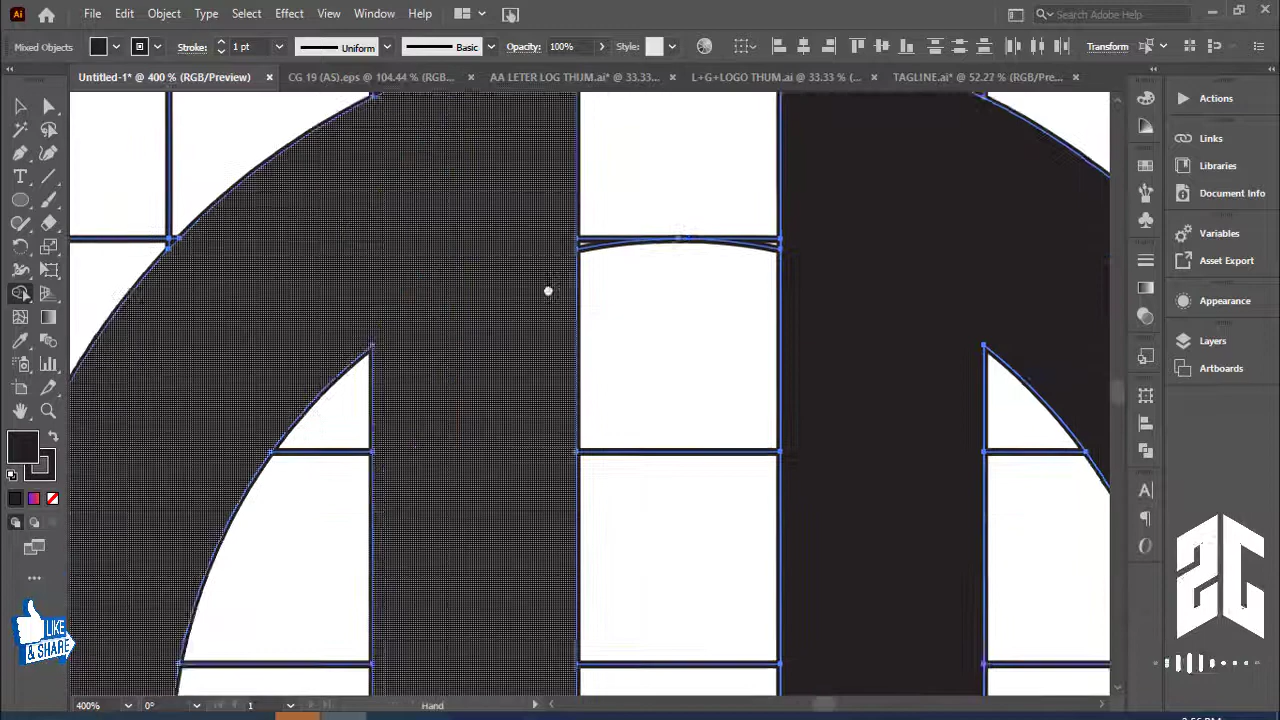 Ai File Edit Object Type Select Effect View Window Help Search Adobe Help
Mixed Objects Stroke: 1 pt Uniform Basic Opacity: 100% Style: Transform
Untitled-1* @ 400 % (RGB/Preview) × CG 19 (AS).eps @ 104.44 % (RGB... × AA LETER LOG THUM.ai* @ 33.33... × L+G+LOGO THUM.ai @ 33.33 % (... × TAGLINE.ai* @ 52.27 % (RGB/Pre... ×
Actions
Links
Libraries
Document Info
Variables
Asset Export
Appearance
Layers
Artboards
LIKE
& SHARE
2G
400% 0° 1 Hand